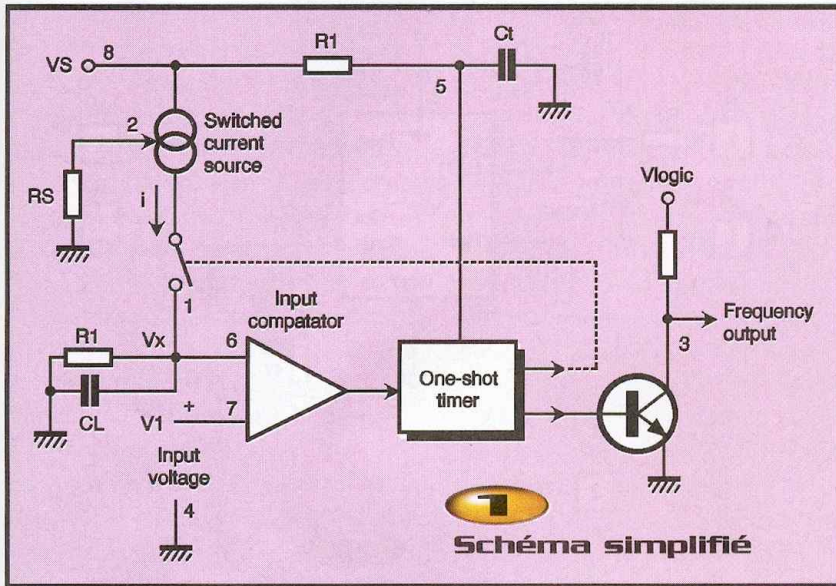 VS
8
R1
Ct
5
2
Switched
current
source
RS
i
Vlogic
1
Input
compatator
R1
Vx
6
One-shot
timer
Frequency
output
3
CL
V1
+
7
Input
voltage
4
1
Schéma simplifié